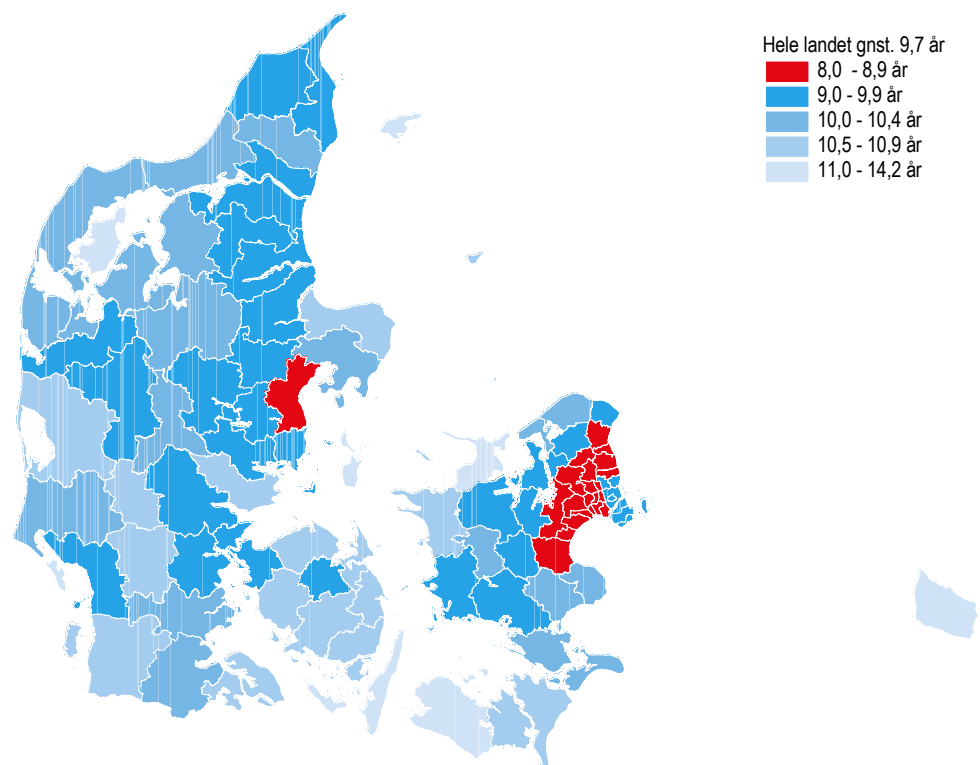 Hele landet gnst. 9,7 år
8,0 - 8,9 år
9,0 - 9,9 år
10,0 - 10,4 år
10,5 - 10,9 år
11,0 - 14,2 år